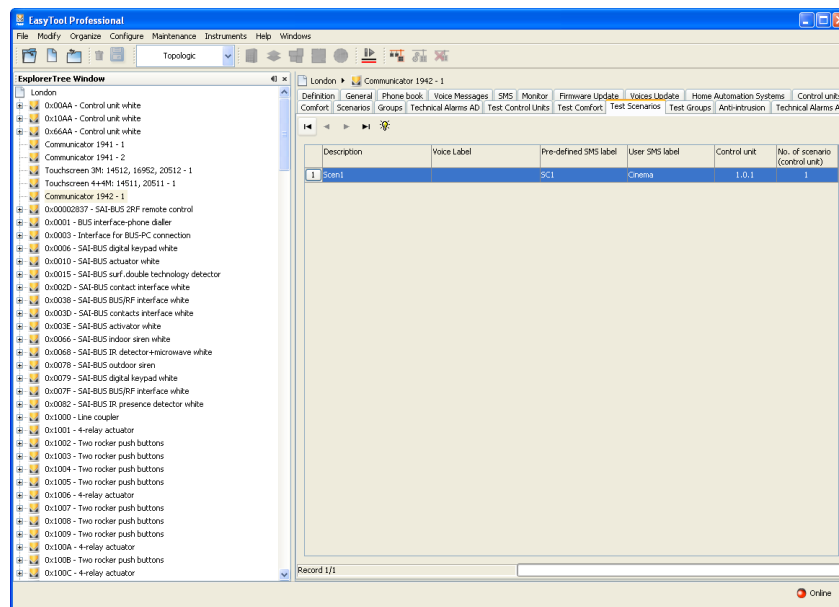 EasyTool Professional
File Modify Organize Configure Maintenance Instruments Help Windows
Topologic
ExplorerTree Window
London
0x00AA - Control unit white
0x10AA - Control unit white
0x66AA - Control unit white
Communicator 1941 - 1
Communicator 1941 - 2
Touchscreen 3M: 14512, 16952, 20512 - 1
Touchscreen 4+4M: 14511, 20511 - 1
Communicator 1942 - 1
0x00002837 - SAI-BUS 2RF remote control
0x0001 - BUS interface-phone dialler
0x0003 - Interface for BUS-PC connection
0x0006 - SAI-BUS digital keypad white
0x0010 - SAI-BUS actuator white
0x0015 - SAI-BUS surf.double technology detector
0x002D - SAI-BUS contact interface white
0x0038 - SAI-BUS BUS/RF interface white
0x003D - SAI-BUS contacts interface white
0x003E - SAI-BUS activator white
0x0066 - SAI-BUS indoor siren white
0x0068 - SAI-BUS IR detector+microwave white
0x0078 - SAI-BUS outdoor siren
0x0079 - SAI-BUS digital keypad white
0x007F - SAI-BUS BUS/RF interface white
0x0082 - SAI-BUS IR presence detector white
0x1000 - Line coupler
0x1001 - 4-relay actuator
0x1002 - Two rocker push buttons
0x1003 - Two rocker push buttons
0x1004 - Two rocker push buttons
0x1005 - Two rocker push buttons
0x1006 - 4-relay actuator
0x1007 - Two rocker push buttons
0x1008 - Two rocker push buttons
0x1009 - Two rocker push buttons
0x100A - 4-relay actuator
0x100B - Two rocker push buttons
0x100C - 4-relay actuator
London Communicator 1942 - 1
Definition General Phone book Voice Messages SMS Monitor Firmware Update Voices Update Home Automation Systems Control units
Comfort Scenarios Groups Technical Alarms AD Test Control Units Test Comfort Test Scenarios Test Groups Anti-intrusion Technical Alarms A
Description Voice Label Pre-defined SMS label User SMS label Control unit No. of scenario
(control unit)
1 Scen1 SC1 Cinema 1.0.1 1
Record 1/1
Online